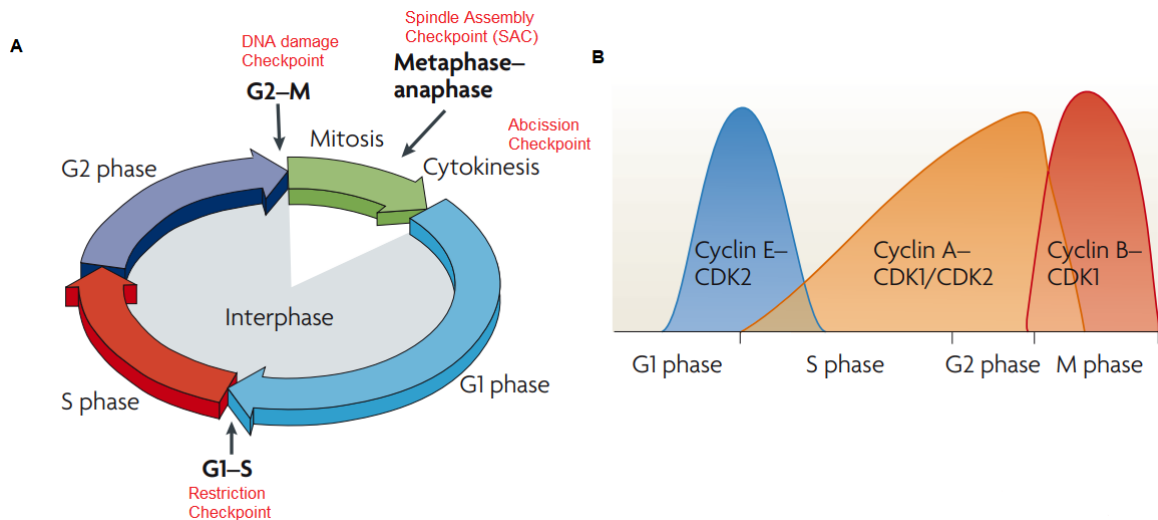 A
DNA damage
Checkpoint
G2–M
Spindle Assembly
Checkpoint (SAC)
Metaphase–
anaphase
Abcission
Checkpoint
Mitosis
Cytokinesis
G2 phase
Interphase
S phase
G1 phase
G1–S
Restriction
Checkpoint
B
Cyclin E–
CDK2
Cyclin A–
CDK1/CDK2
Cyclin B–
CDK1
G1 phase
S phase
G2 phase
M phase